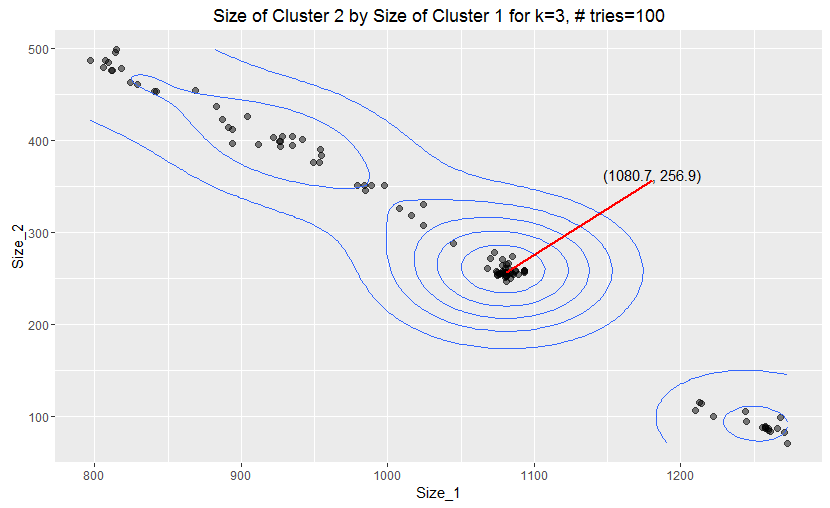 Size of Cluster 2 by Size of Cluster 1 for k=3, # tries=100
500
400
300
200
100
Size_2
(1080.7, 256.9)
800 900 1000 1100 1200
Size_1